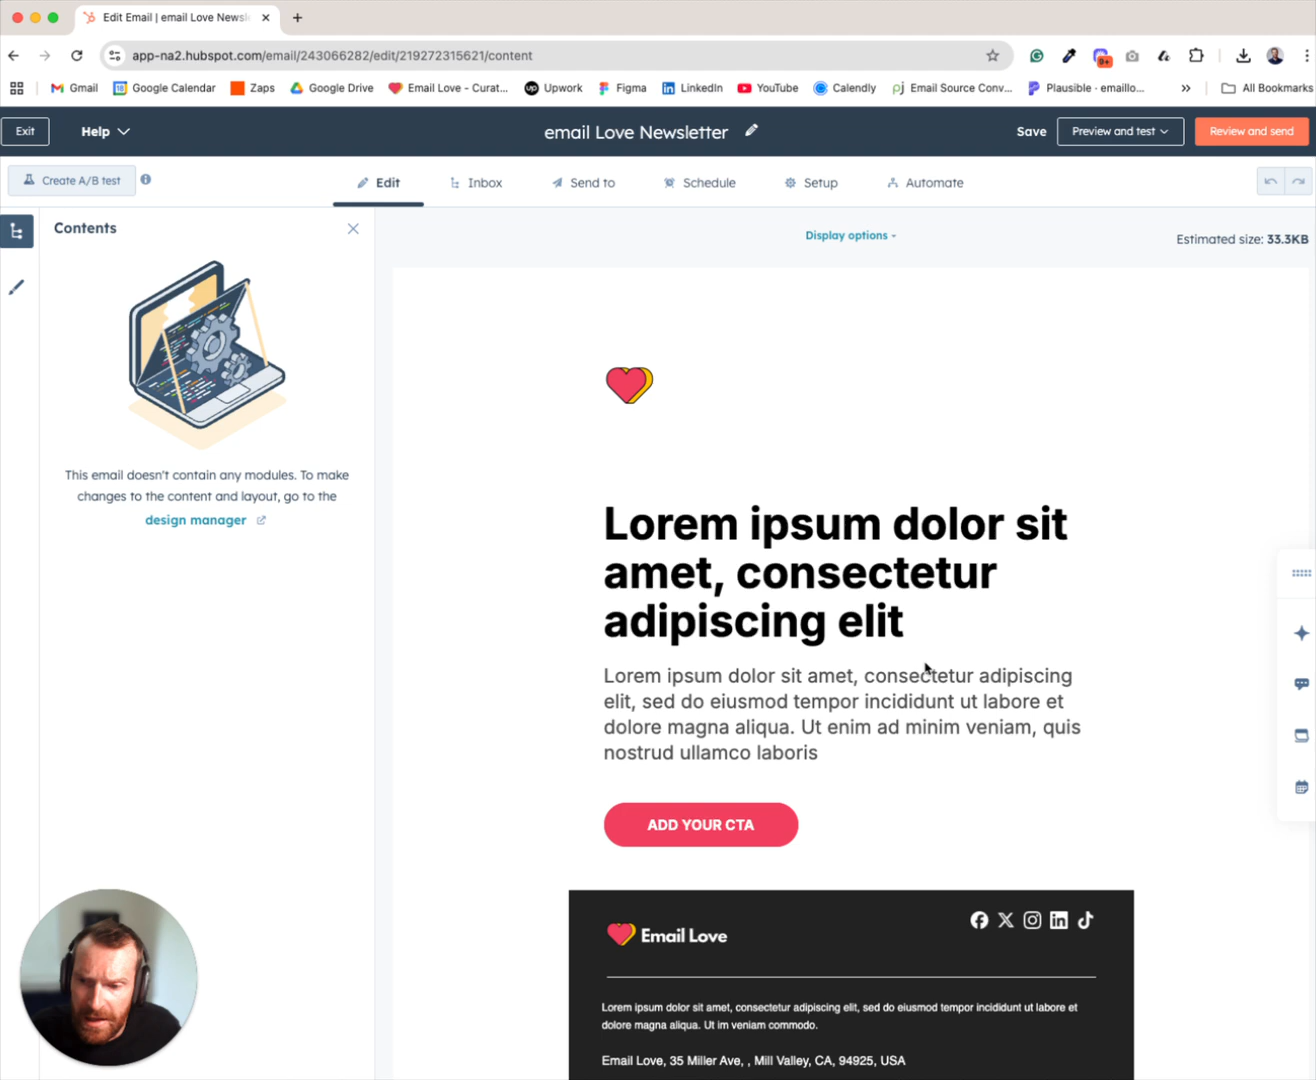 Edit Email | email Love Newsl
app-na2.hubspot.com/email/243066282/edit/219272315621/content
9+
Gmail
18 Google Calendar
Zaps
Google Drive
Email Love - Curat...
up Upwork
Figma
LinkedIn
YouTube
Calendly
Email Source Conv...
Plausible · emaillo...
»
All Bookmarks
Exit
Help
email Love Newsletter
Save
Preview and test
Review and send
Create A/B test
Edit
Inbox
Send to
Schedule
Setup
Automate
Contents
Display options
Estimated size: 33.3KB
This email doesn't contain any modules. To make
changes to the content and layout, go to the
design manager
Lorem ipsum dolor sit
amet, consectetur
adipiscing elit
Lorem ipsum dolor sit amet, consectetur adipiscing
elit, sed do eiusmod tempor incididunt ut labore et
dolore magna aliqua. Ut enim ad minim veniam, quis
nostrud ullamco laboris
ADD YOUR CTA
Email Love
Lorem ipsum dolor sit amet, consectetur adipiscing elit, sed do eiusmod tempor incididunt ut labore et
dolore magna aliqua. Ut im veniam commodo.
Email Love, 35 Miller Ave, , Mill Valley, CA, 94925, USA